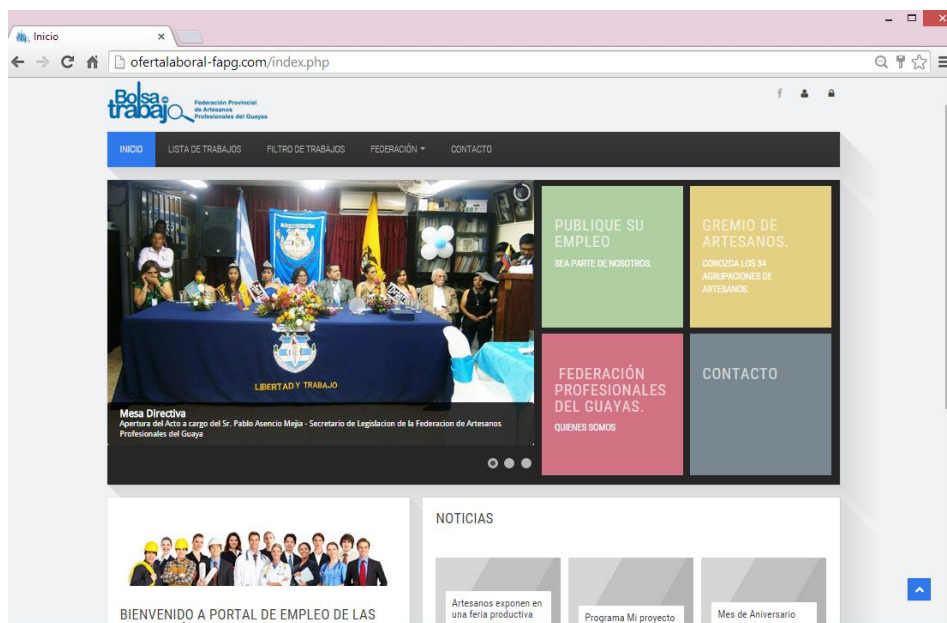 Inicio
ofertalaboral-fapg.com/index.php
Bolsa de trabajo
Federación Provincial
de Artesanos
Profesionales del Guayas
INICIO
LISTA DE TRABAJOS
FILTRO DE TRABAJOS
FEDERACIÓN
CONTACTO
LIBERTAD Y TRABAJO
Mesa Directiva
Apertura del Acto a cargo del Sr. Pablo Asencio Mejia - Secretario de Legislacion de la Federacion de Artesanos
Profesionales del Guaya
PUBLIQUE SU
EMPLEO
SEA PARTE DE NOSOTROS.
GREMIO DE
ARTESANOS.
CONOZCA LOS 34
AGRUPACIONES DE
ARTESANOS.
FEDERACIÓN
PROFESIONALES
DEL GUAYAS.
QUIENES SOMOS
CONTACTO
BIENVENIDO A PORTAL DE EMPLEO DE LAS
NOTICIAS
Artesanos exponen en
una feria productiva
Programa Mi proyecto
Mes de Aniversario